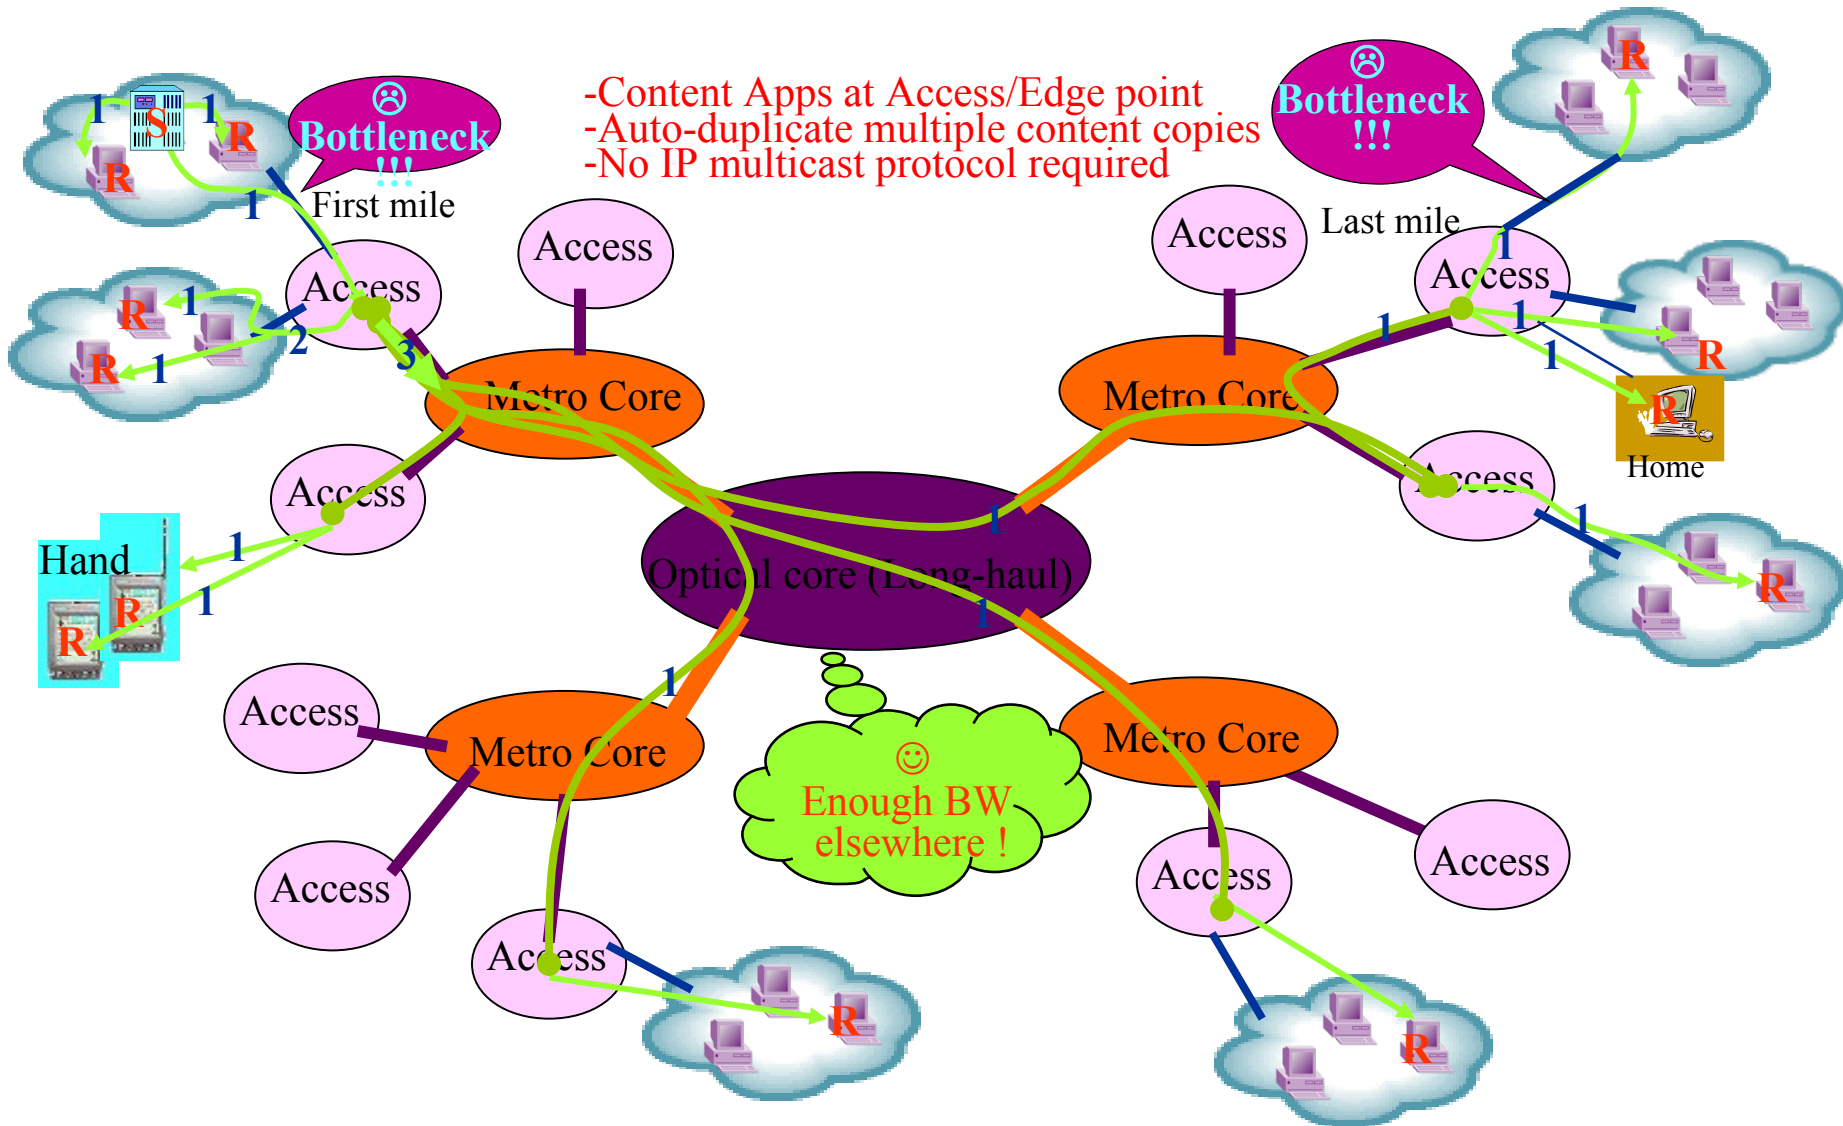 -Content Apps at Access/Edge point
-Auto-duplicate multiple content copies
-No IP multicast protocol required
☹
Bottleneck
!!!
First mile
☹
Bottleneck
!!!
Last mile
1
S
1
R
R
1
Access
Access
Access
Access
R
1
2
R
1
3
Metro Core
Metro Core
1
1
1
1
R
R
R
R
Home
Access
Access
1
R
Hand
1
1
R
R
Optical core (Long-haul)
1
1
1
Access
Metro Core
Metro Core
☺
Enough BW
elsewhere !
Access
Access
Access
Access
R
R